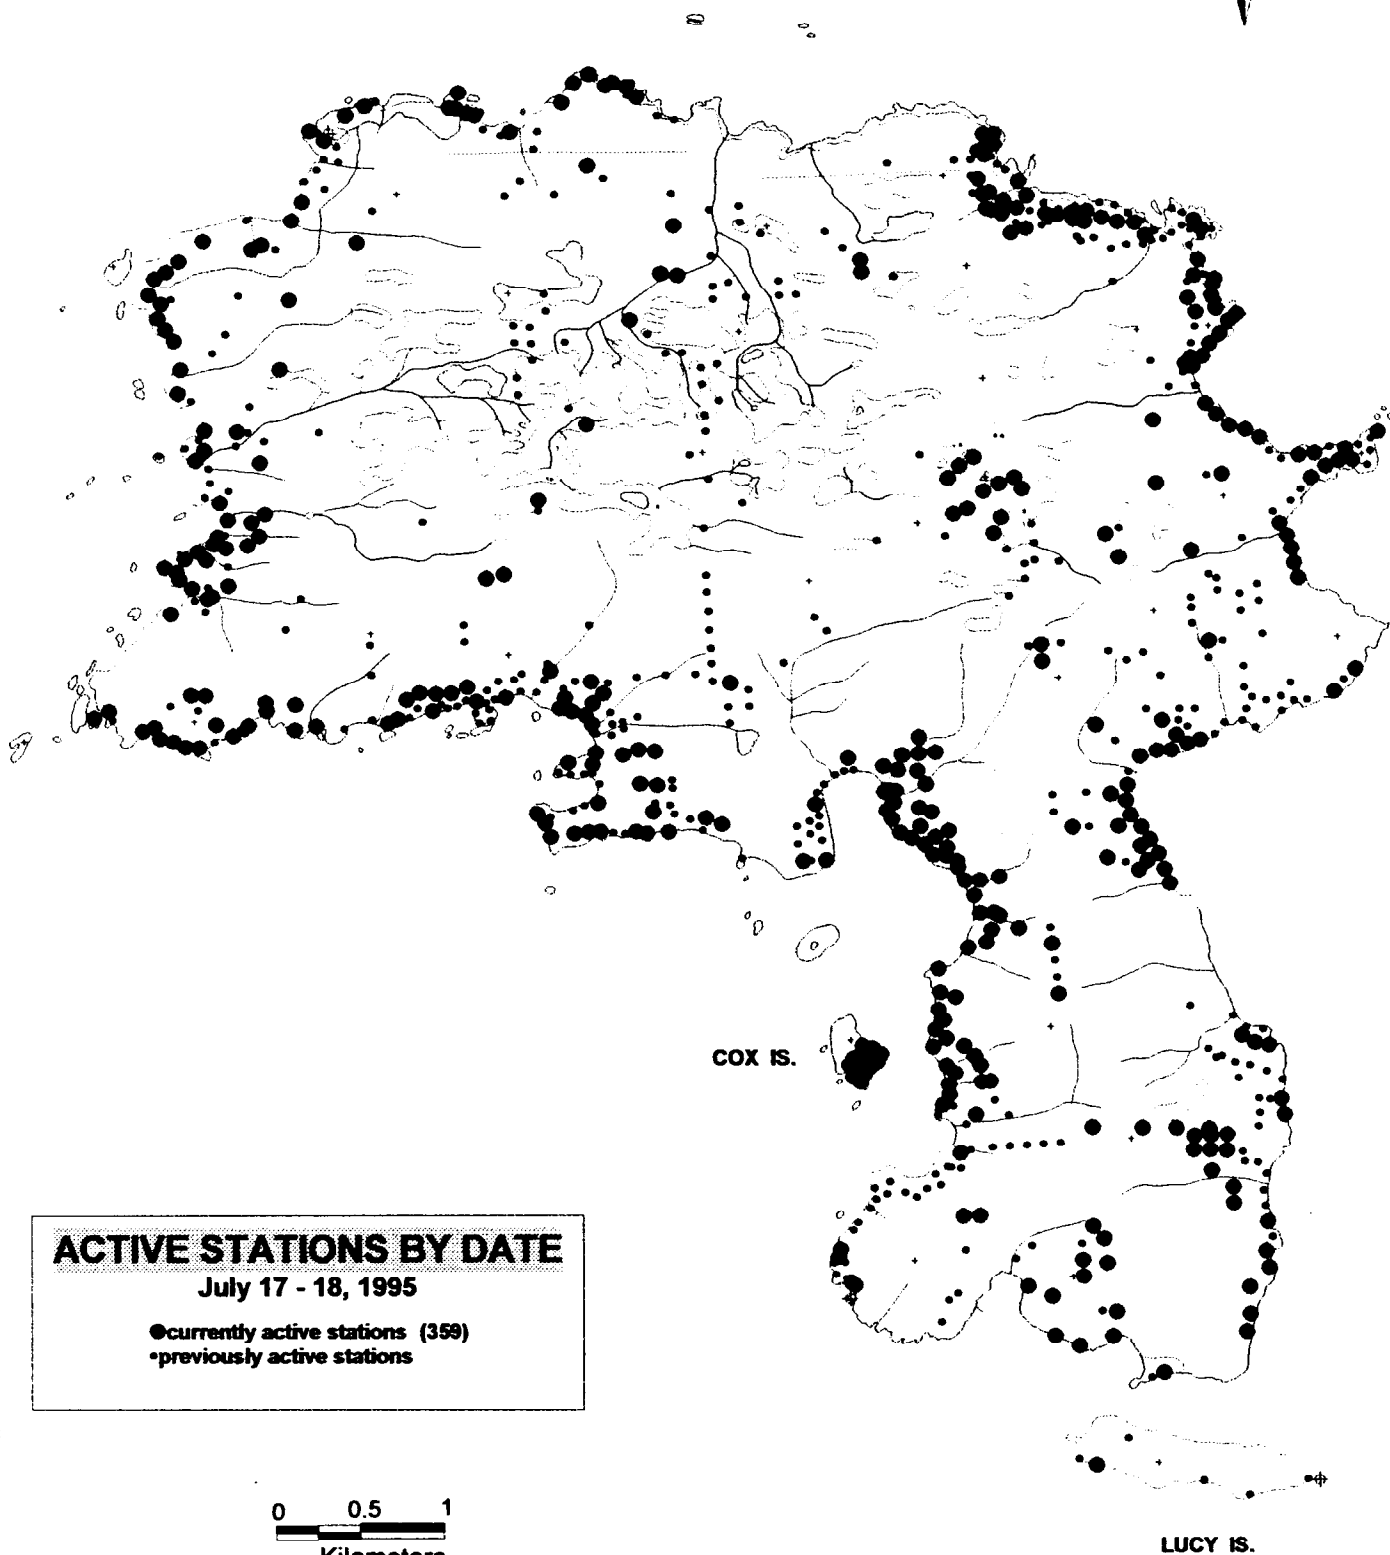 COX IS.
ACTIVE STATIONS BY DATE
July 17 - 18, 1995
currently active stations (359)
previously active stations
0 0.5 1
Kilometers
LUCY IS.